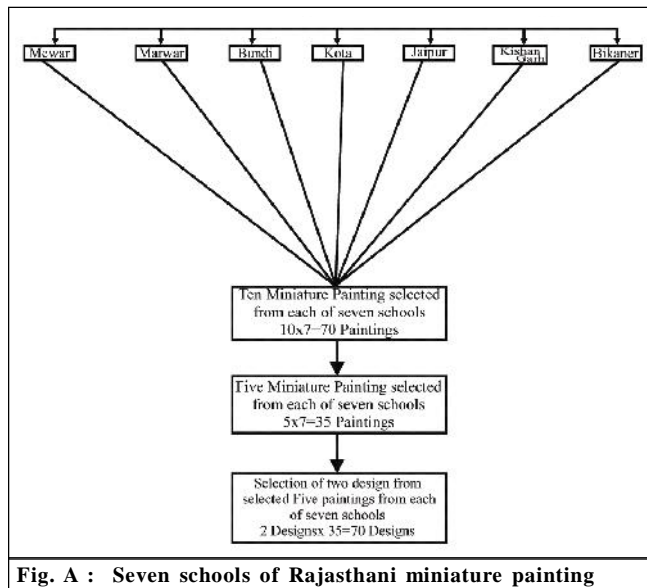 Mewar
Marwar
Bundi
Kota
Jaipur
Kishan
Garh
Bikaner
Ten Miniature Painting selected
from each of seven schools
10x7=70 Paintings
Five Miniature Painting selected
from each of seven schools
5x7=35 Paintings
Selection of two design from
selected Five paintings from each
of seven schools
2 Designsx 35=70 Designs
Fig. A : Seven schools of Rajasthani miniature painting